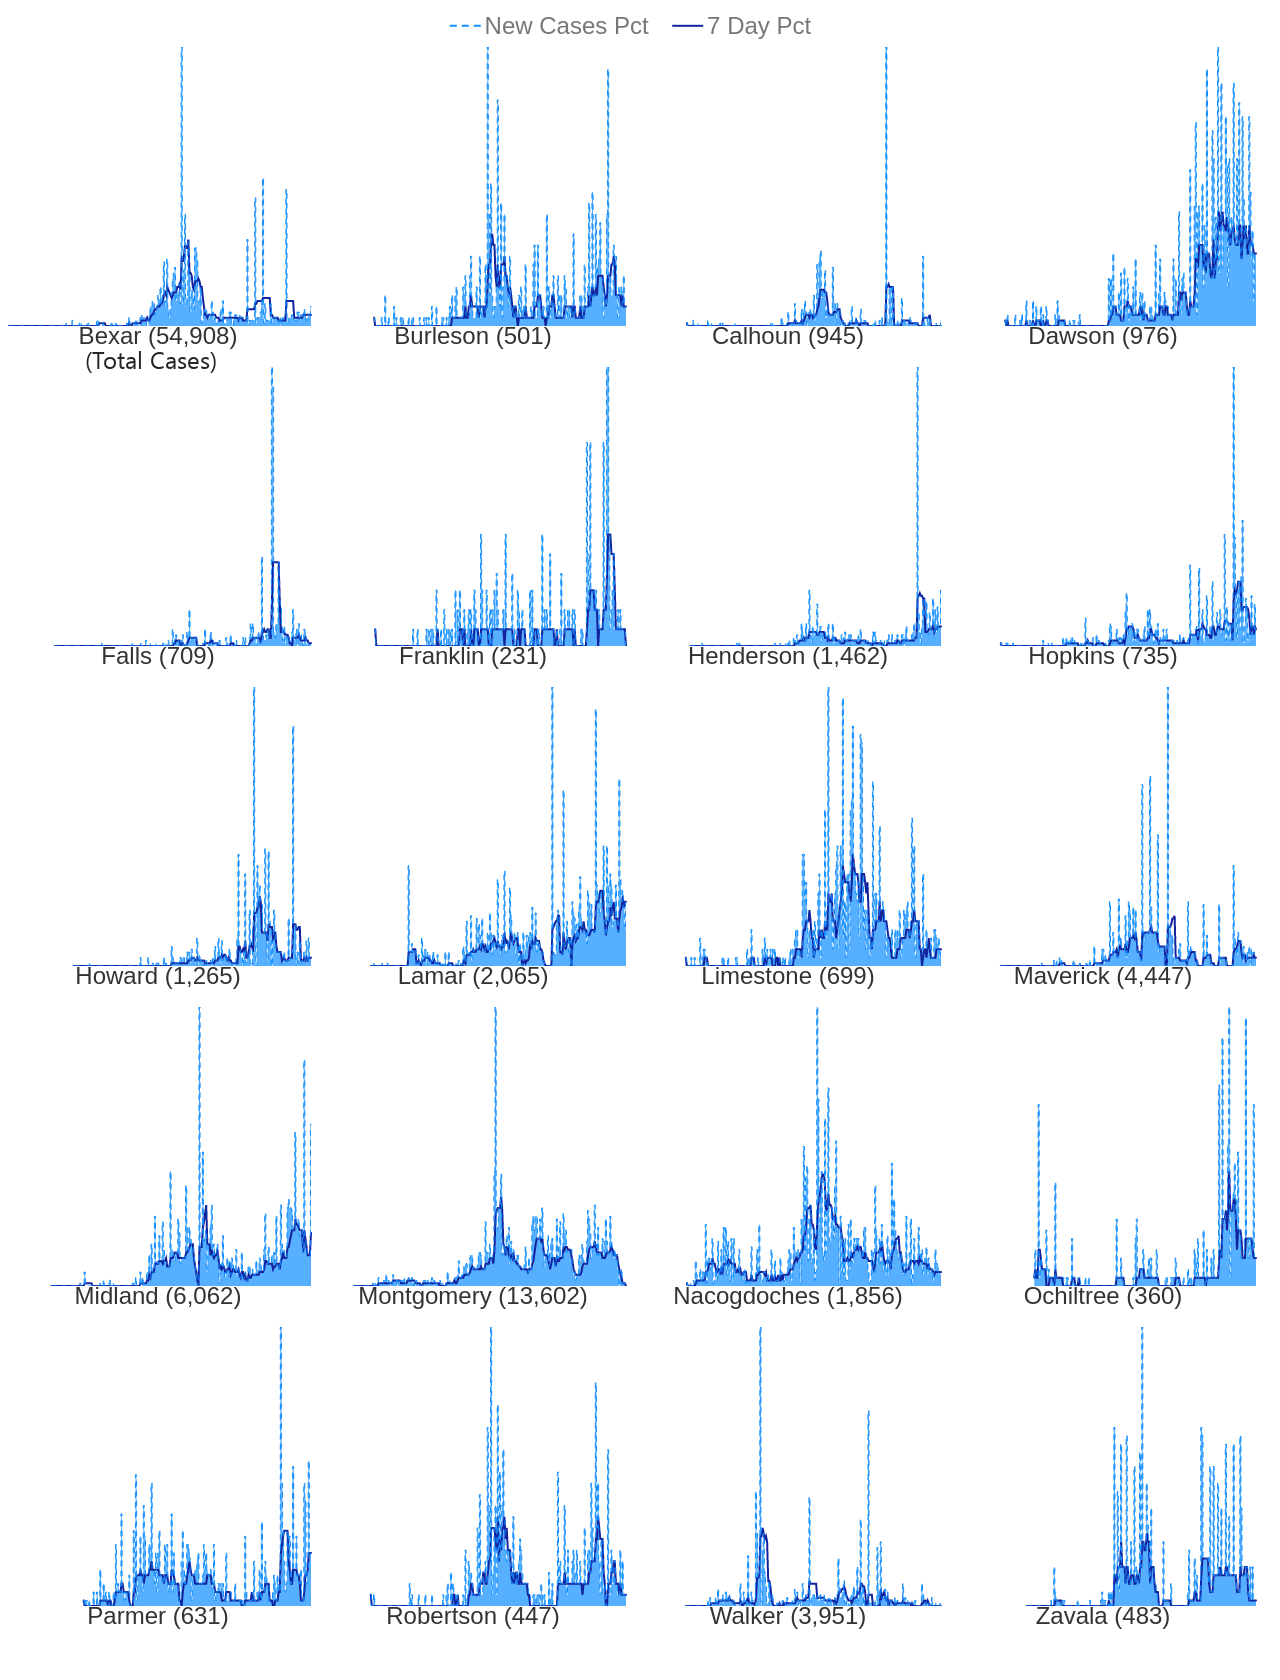 New Cases Pct 7 Day Pct
Bexar (54,908) Burleson (501) Calhoun (945) Dawson (976)
(Total Cases)
Falls (709) Franklin (231) Henderson (1,462) Hopkins (735)
Howard (1,265) Lamar (2,065) Limestone (699) Maverick (4,447)
Midland (6,062) Montgomery (13,602) Nacogdoches (1,856) Ochiltree (360)
Parmer (631) Robertson (447) Walker (3,951) Zavala (483)